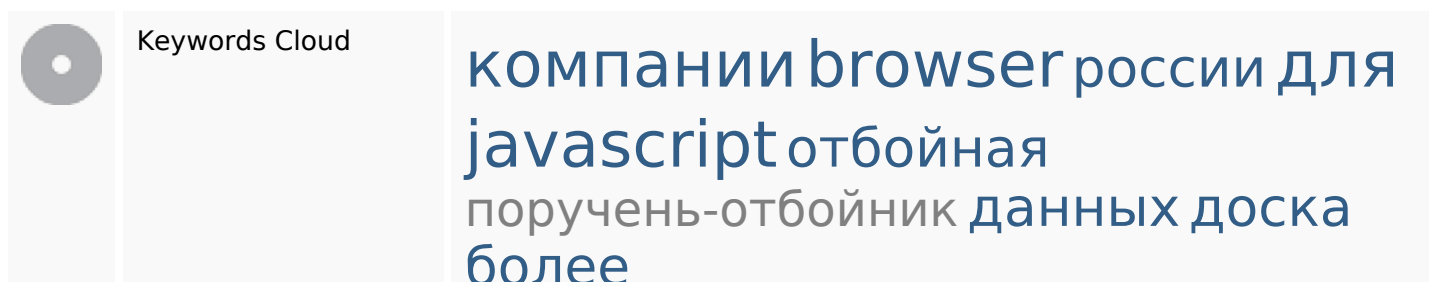 Keywords Cloud
компании browser россии для
javascript отбойная
поручень-отбойник данных доска
более